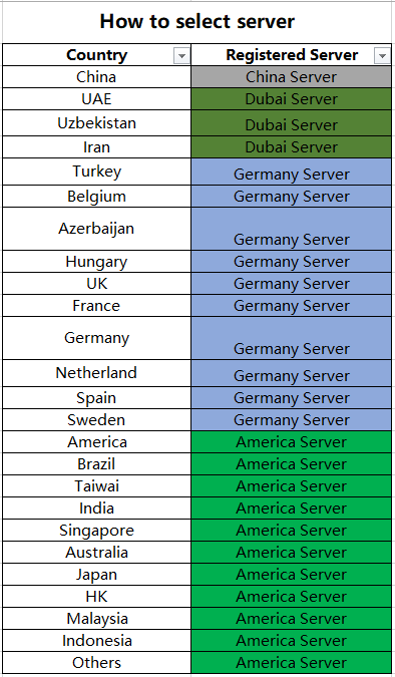 How to select server
Country Registered Server
China China Server
UAE Dubai Server
Uzbekistan Dubai Server
Iran Dubai Server
Turkey Germany Server
Belgium Germany Server
Azerbaijan Germany Server
Hungary Germany Server
UK Germany Server
France Germany Server
Germany Germany Server
Netherland Germany Server
Spain Germany Server
Sweden Germany Server
America America Server
Brazil America Server
Taiwai America Server
India America Server
Singapore America Server
Australia America Server
Japan America Server
HK America Server
Malaysia America Server
Indonesia America Server
Others America Server